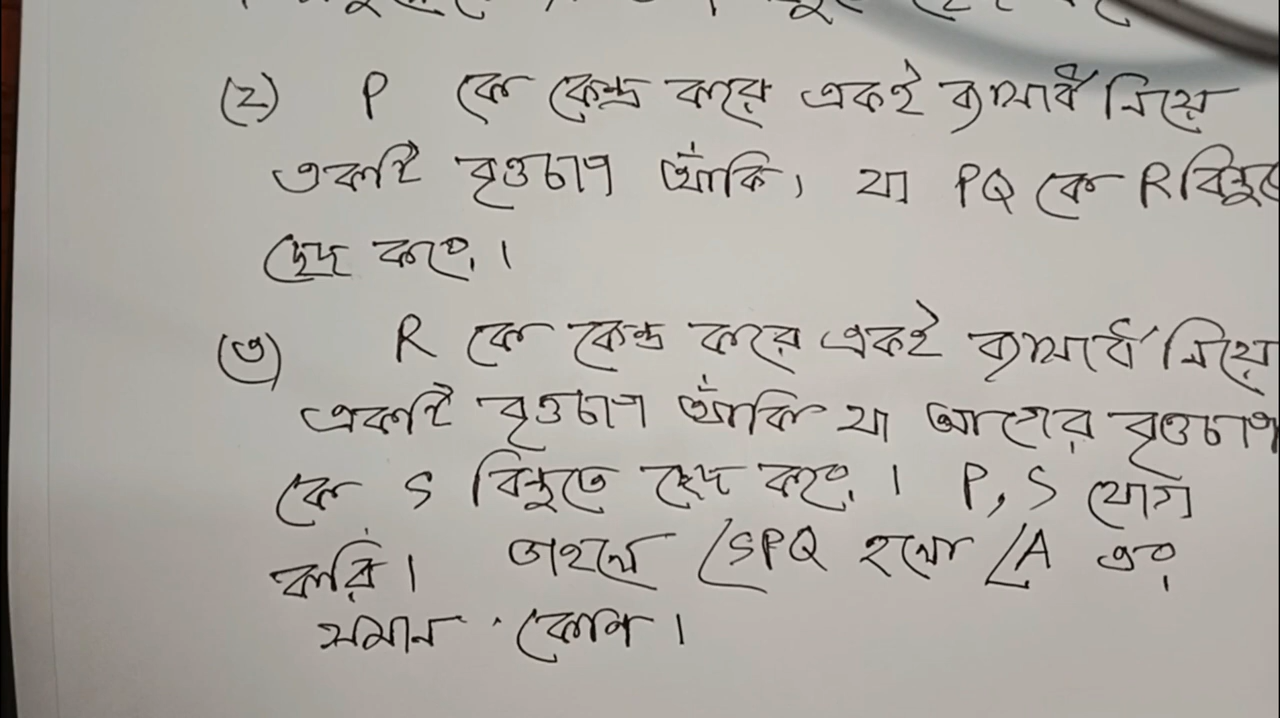 (২) P কে কেন্দ্র করে একই ব্যাসার্ধ নিয়ে
একটি বৃত্তচাপ আঁকি, যা PQ কে R বিন্দুতে
ছেদ করে।
(৩) R কে কেন্দ্র করে একই ব্যাসার্ধ নিয়ে
একটি বৃত্তচাপ আঁকি যা আগের বৃত্তচাপ
কে S বিন্দুতে ছেদ করে। P, S যোগ
করি। তাহলে ∠SPQ হলো ∠A এর
সমান কোণ।